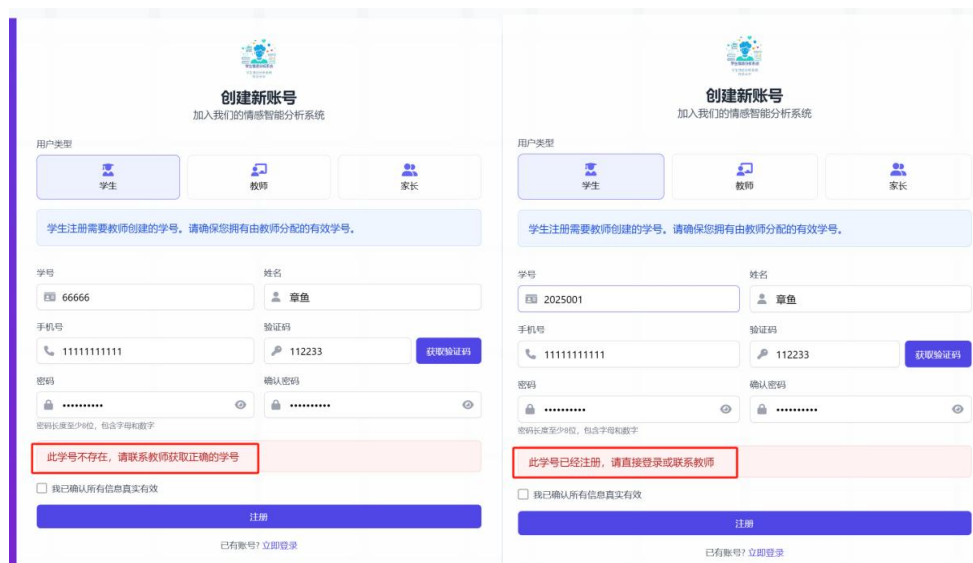 创建新账号
加入我们的情感智能分析系统
用户类型
学生
教师
家长
学生注册需要教师创建的学号。请确保您拥有由教师分配的有效学号。
学号
姓名
66666
章鱼
手机号
验证码
11111111111
112233
获取验证码
密码
确认密码
••••••••••
••••••••••
密码长度至少8位，包含字母和数字
此学号不存在，请联系教师获取正确的学号
我已确认所有信息真实有效
注册
已有账号? 立即登录
创建新账号
加入我们的情感智能分析系统
用户类型
学生
教师
家长
学生注册需要教师创建的学号。请确保您拥有由教师分配的有效学号。
学号
姓名
2025001
章鱼
手机号
验证码
11111111111
112233
获取验证码
密码
确认密码
••••••••••
••••••••••
密码长度至少8位，包含字母和数字
此学号已经注册，请直接登录或联系教师
我已确认所有信息真实有效
注册
已有账号? 立即登录